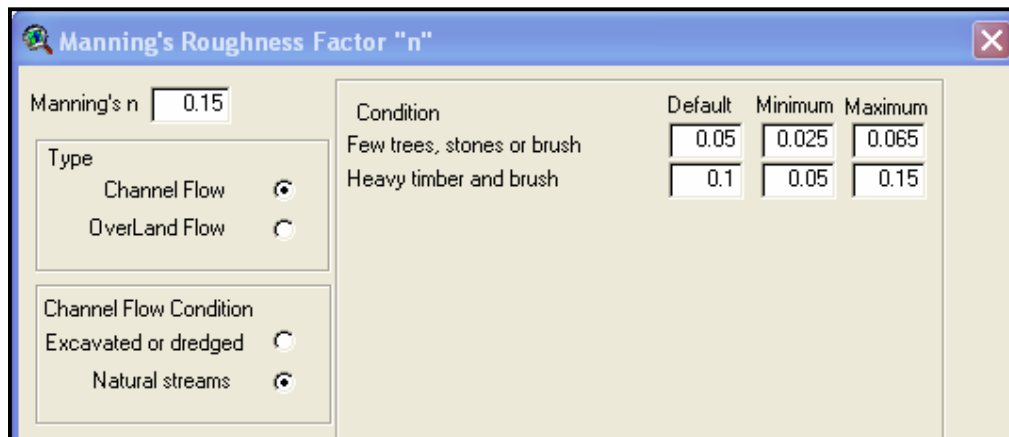 Manning's Roughness Factor "n"
Manning's n 0.15
Type
Channel Flow
OverLand Flow
Channel Flow Condition
Excavated or dredged
Natural streams
Condition Default Minimum Maximum
Few trees, stones or brush 0.05 0.025 0.065
Heavy timber and brush 0.1 0.05 0.15